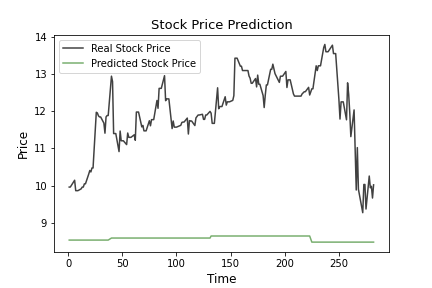 Stock Price Prediction
Real Stock Price
Predicted Stock Price
Price
14
13
12
11
10
9
0 50 100 150 200 250
Time